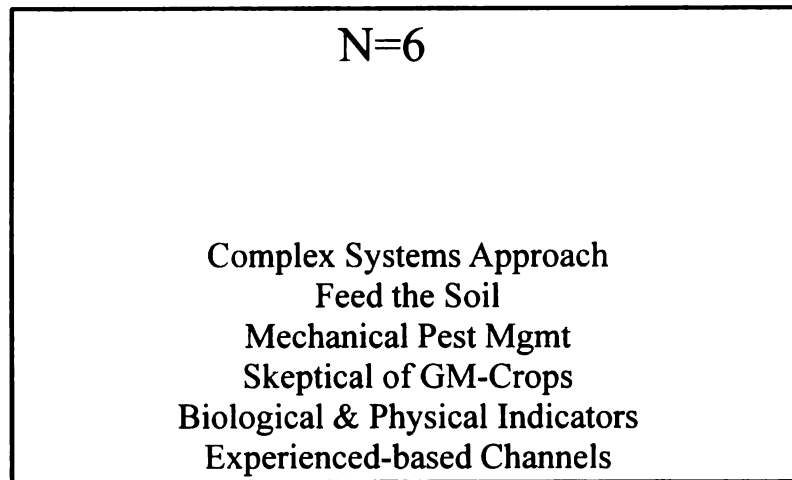 N=6
Complex Systems Approach
Feed the Soil
Mechanical Pest Mgmt
Skeptical of GM-Crops
Biological & Physical Indicators
Experienced-based Channels